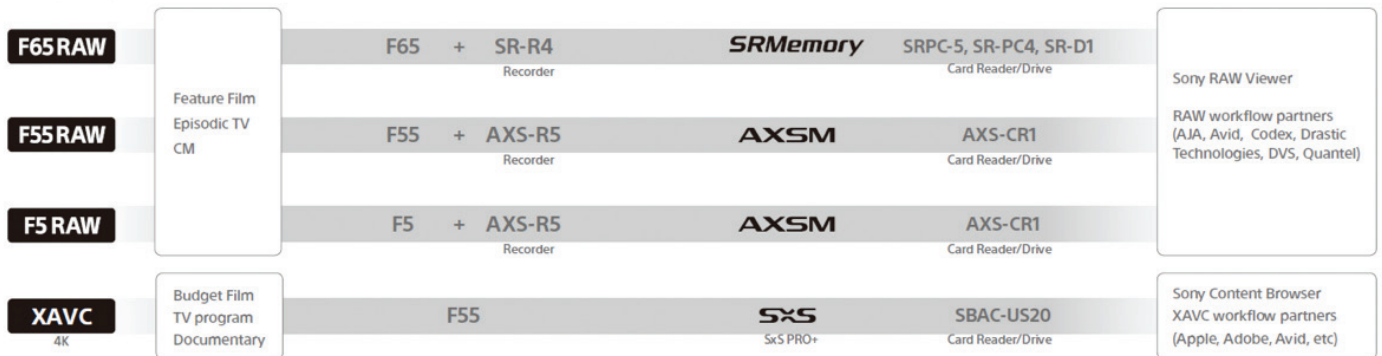 F65RAW
F65 + SR-R4
Recorder
SRMemory
SRPC-5, SR-PC4, SR-D1
Card Reader/Drive
Feature Film
Episodic TV
CM
F55RAW
F55 + AXS-R5
Recorder
AXSM
AXS-CR1
Card Reader/Drive
Sony RAW Viewer
RAW workflow partners
(AJA, Avid, Codex, Drastic
Technologies, DVS, Quantel)
F5 RAW
F5 + AXS-R5
Recorder
AXSM
AXS-CR1
Card Reader/Drive
XAVC
4K
Budget Film
TV program
Documentary
F55
SxS
SxS PRO+
SBAC-US20
Card Reader/Drive
Sony Content Browser
XAVC workflow partners
(Apple, Adobe, Avid, etc)